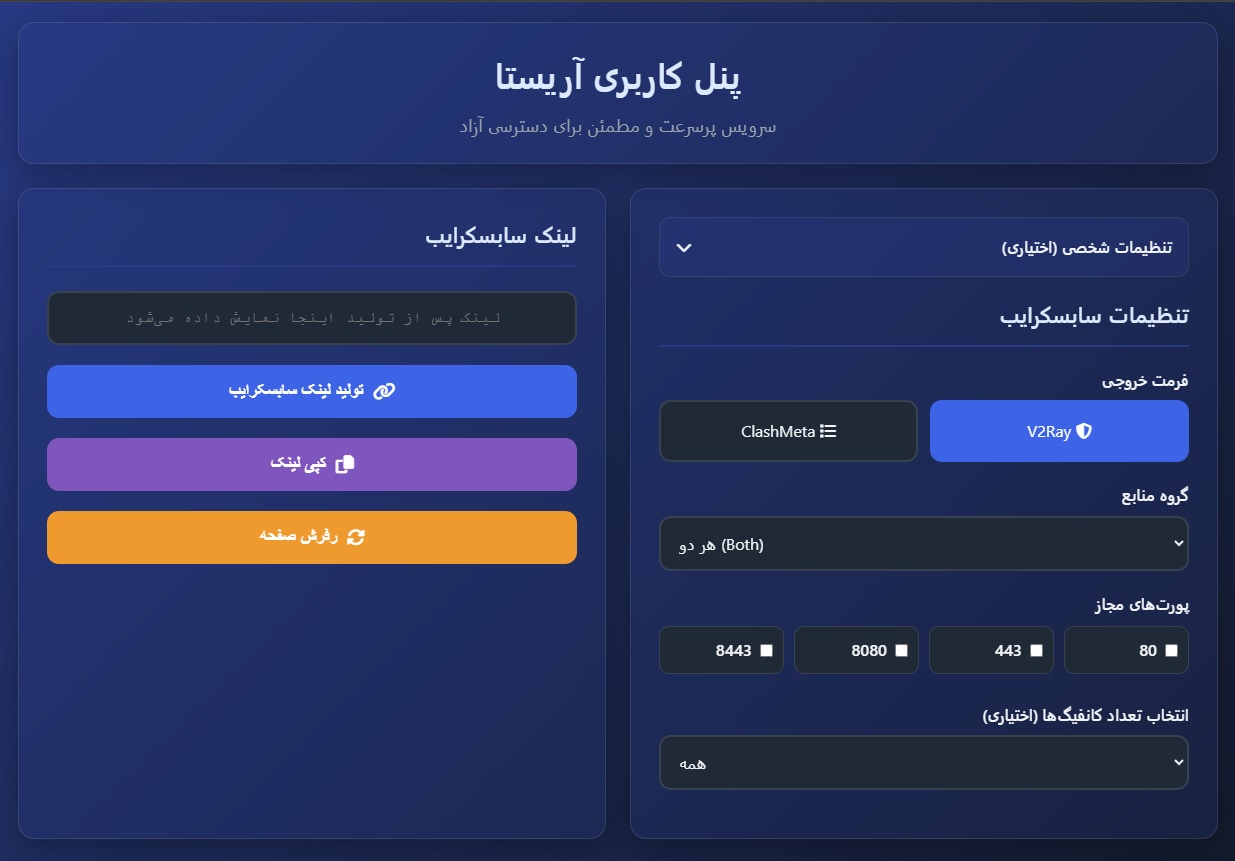 پنل کاربری آریستا
سرویس پرسرعت و مطمئن برای دسترسی آزاد
تنظیمات شخصی (اختیاری)
تنظیمات سابسکرایب
فرمت خروجی
V2Ray
ClashMeta
گروه منابع
هر دو (Both)
پورت‌های مجاز
80
443
8080
8443
انتخاب تعداد کانفیگ‌ها (اختیاری)
همه
لینک سابسکرایب
لینک پس از تولید اینجا نمایش داده می‌شود
تولید لینک سابسکرایب
کپی لینک
رفرش صفحه